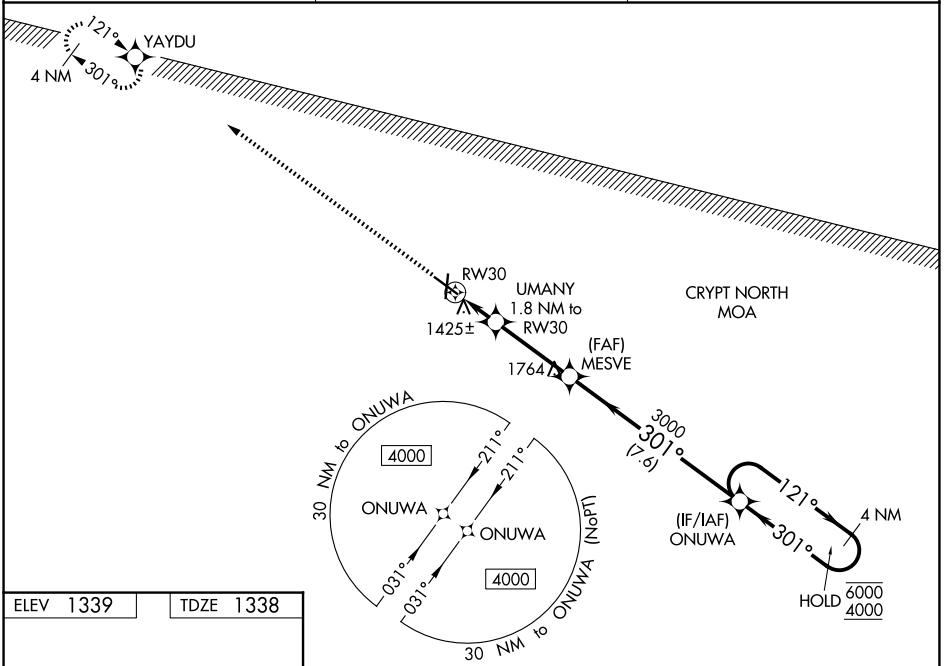 121°
YAYDU
4 NM
301°
RW30
UMANY
1.8 NM to
RW30
1425±
CRYPT NORTH
MOA
(FAF)
MESVE
1764
3000
301°
(7.6)
30 NM to ONUWA
4000
211°
211°
ONUWA
ONUWA
031°
031°
4000
30 NM to ONUWA (NoPT)
121°
4 NM
(IF/IAF)
ONUWA
301°
HOLD 6000
4000
ELEV 1339
TDZE 1338